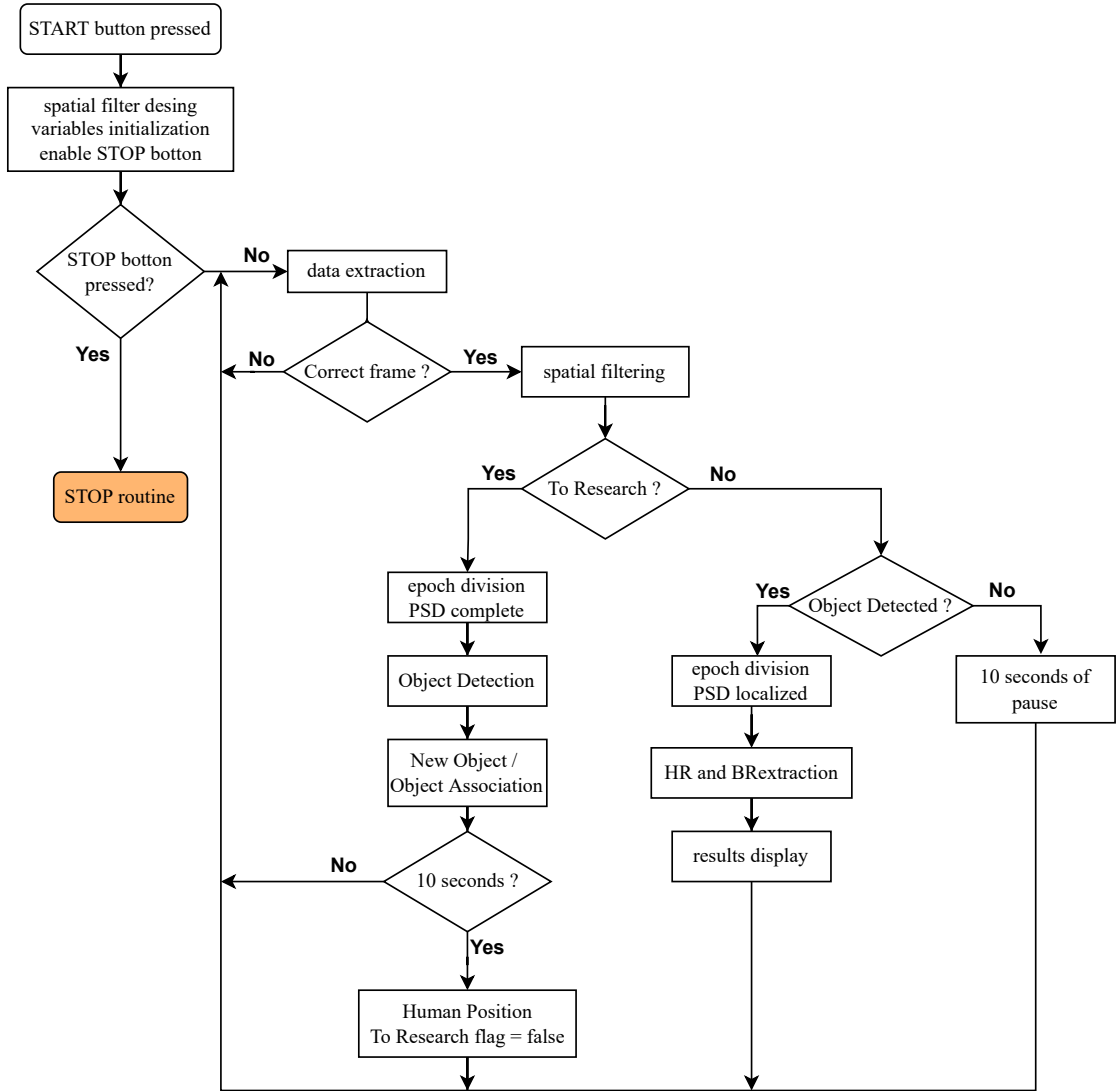 START button pressed
spatial filter desing
variables initialization
enable STOP botton
STOP botton
pressed?
No
data extraction
Yes
STOP routine
No
Correct frame ?
Yes
spatial filtering
Yes
To Research ?
No
epoch division
PSD complete
Object Detection
New Object /
Object Association
No
10 seconds ?
Yes
Human Position
To Research flag = false
Yes
Object Detected ?
No
epoch division
PSD localized
HR and BRextraction
results display
10 seconds of
pause